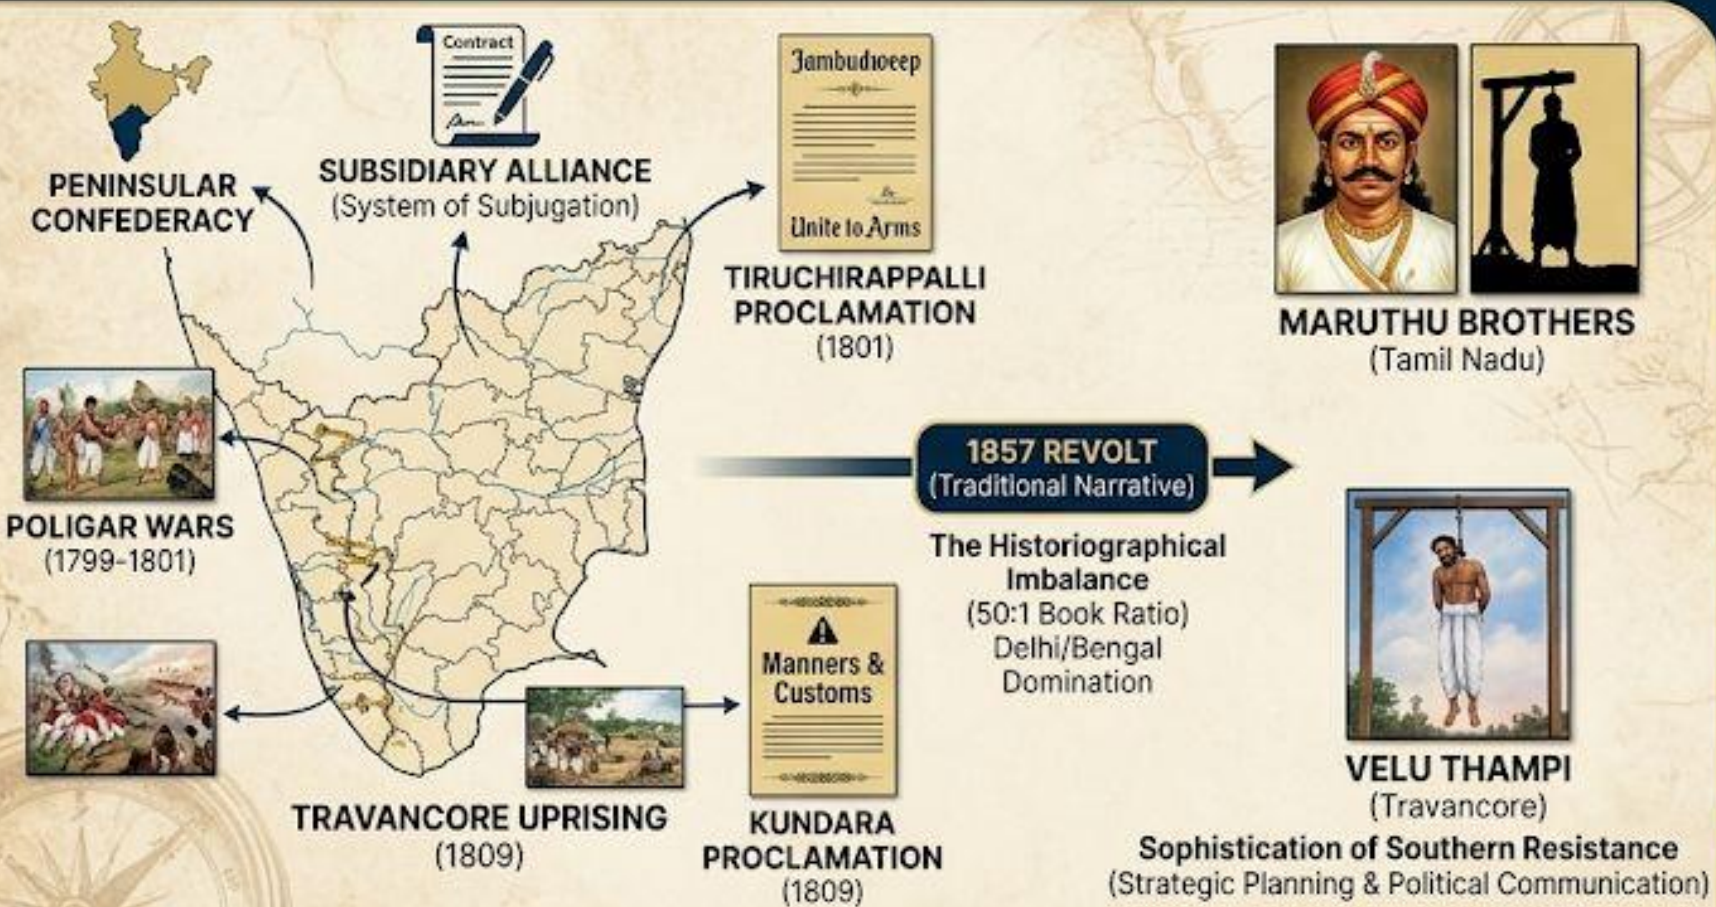 PENINSULAR
CONFEDERACY
Contract
SUBSIDIARY ALLIANCE
(System of Subjugation)
Jambudıoeep
Unite to Arms
TIRUCHIRAPPALLI
PROCLAMATION
(1801)
MARUTHU BROTHERS
(Tamil Nadu)
POLIGAR WARS
(1799-1801)
1857 REVOLT
(Traditional Narrative)
The Historiographical
Imbalance
(50:1 Book Ratio)
Delhi/Bengal
Domination
TRAVANCORE UPRISING
(1809)
Manners &
Customs
KUNDARA
PROCLAMATION
(1809)
VELU THAMPI
(Travancore)
Sophistication of Southern Resistance
(Strategic Planning & Political Communication)